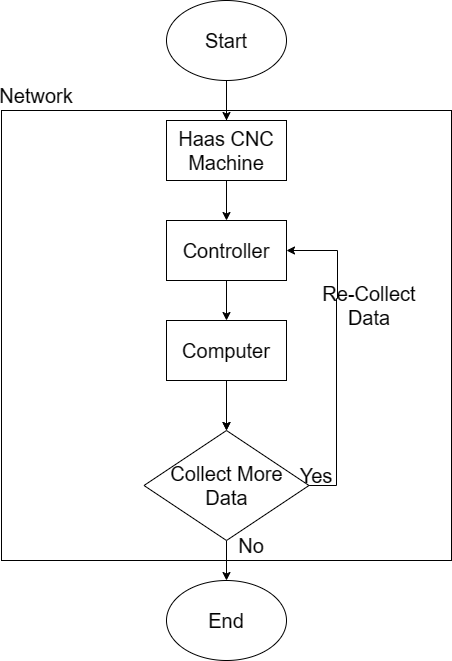 Start
Network
Haas CNC
Machine
Controller
Re-Collect
Data
Computer
Collect More
Data
Yes
No
End